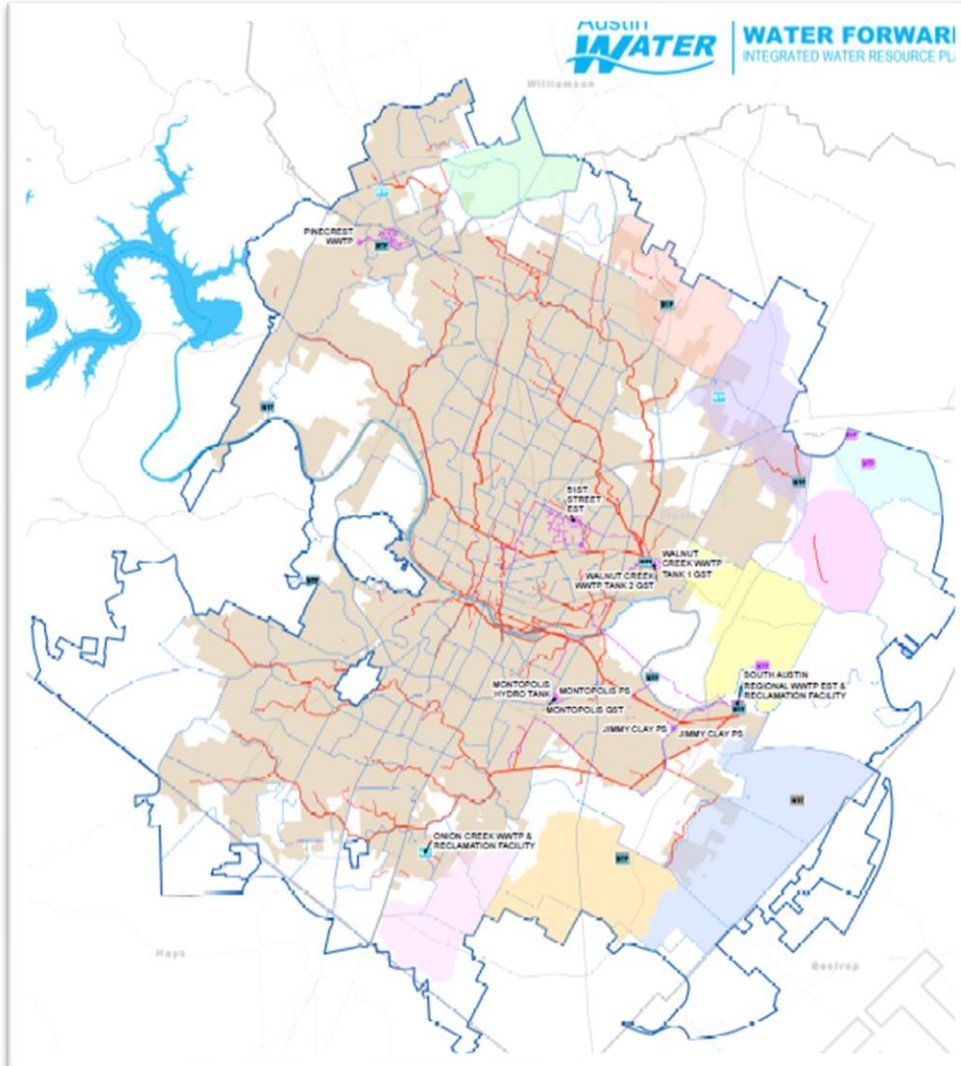 Austin
WATER
WATER FORWAR
INTEGRATED WATER RESOURCE PL
Williamson
PINECREST
WWTP
51ST
STREET
EST
WALNUT
CREEK WWTP
TANK 1 GST
WALNUT CREEK
WWTP TANK 2 GST
MONTOPOLIS
HYDRO TANK
MONTOPOLIS PS
MONTOPOLIS GST
SOUTH AUSTIN
REGIONAL WWTP EST &
RECLAMATION FACILITY
JIMMY CLAY PS
JIMMY CLAY PS
ONION CREEK WWTP &
RECLAMATION FACILITY
Hays
Bastrop